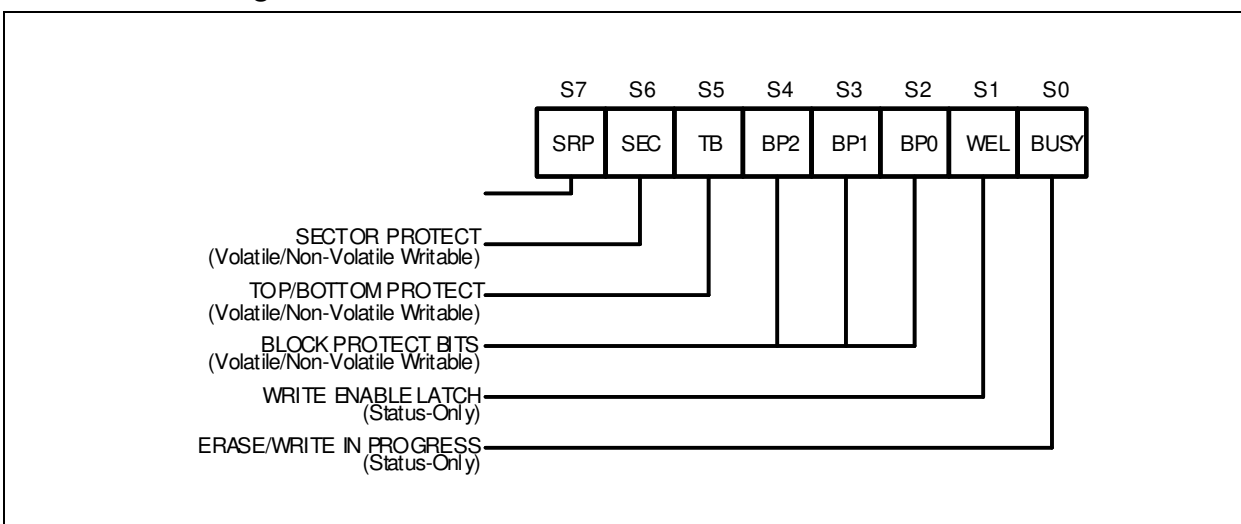 S7 S6 S5 S4 S3 S2 S1 S0
SRP SEC TB BP2 BP1 BP0 WEL BUSY
SECTOR PROTECT
(Volatile/Non-Volatile Writable)
TOP/BOTTOM PROTECT
(Volatile/Non-Volatile Writable)
BLOCK PROTECT BITS
(Volatile/Non-Volatile Writable)
WRITE ENABLE LATCH
(Status-Only)
ERASE/WRITE IN PROGRESS
(Status-Only)